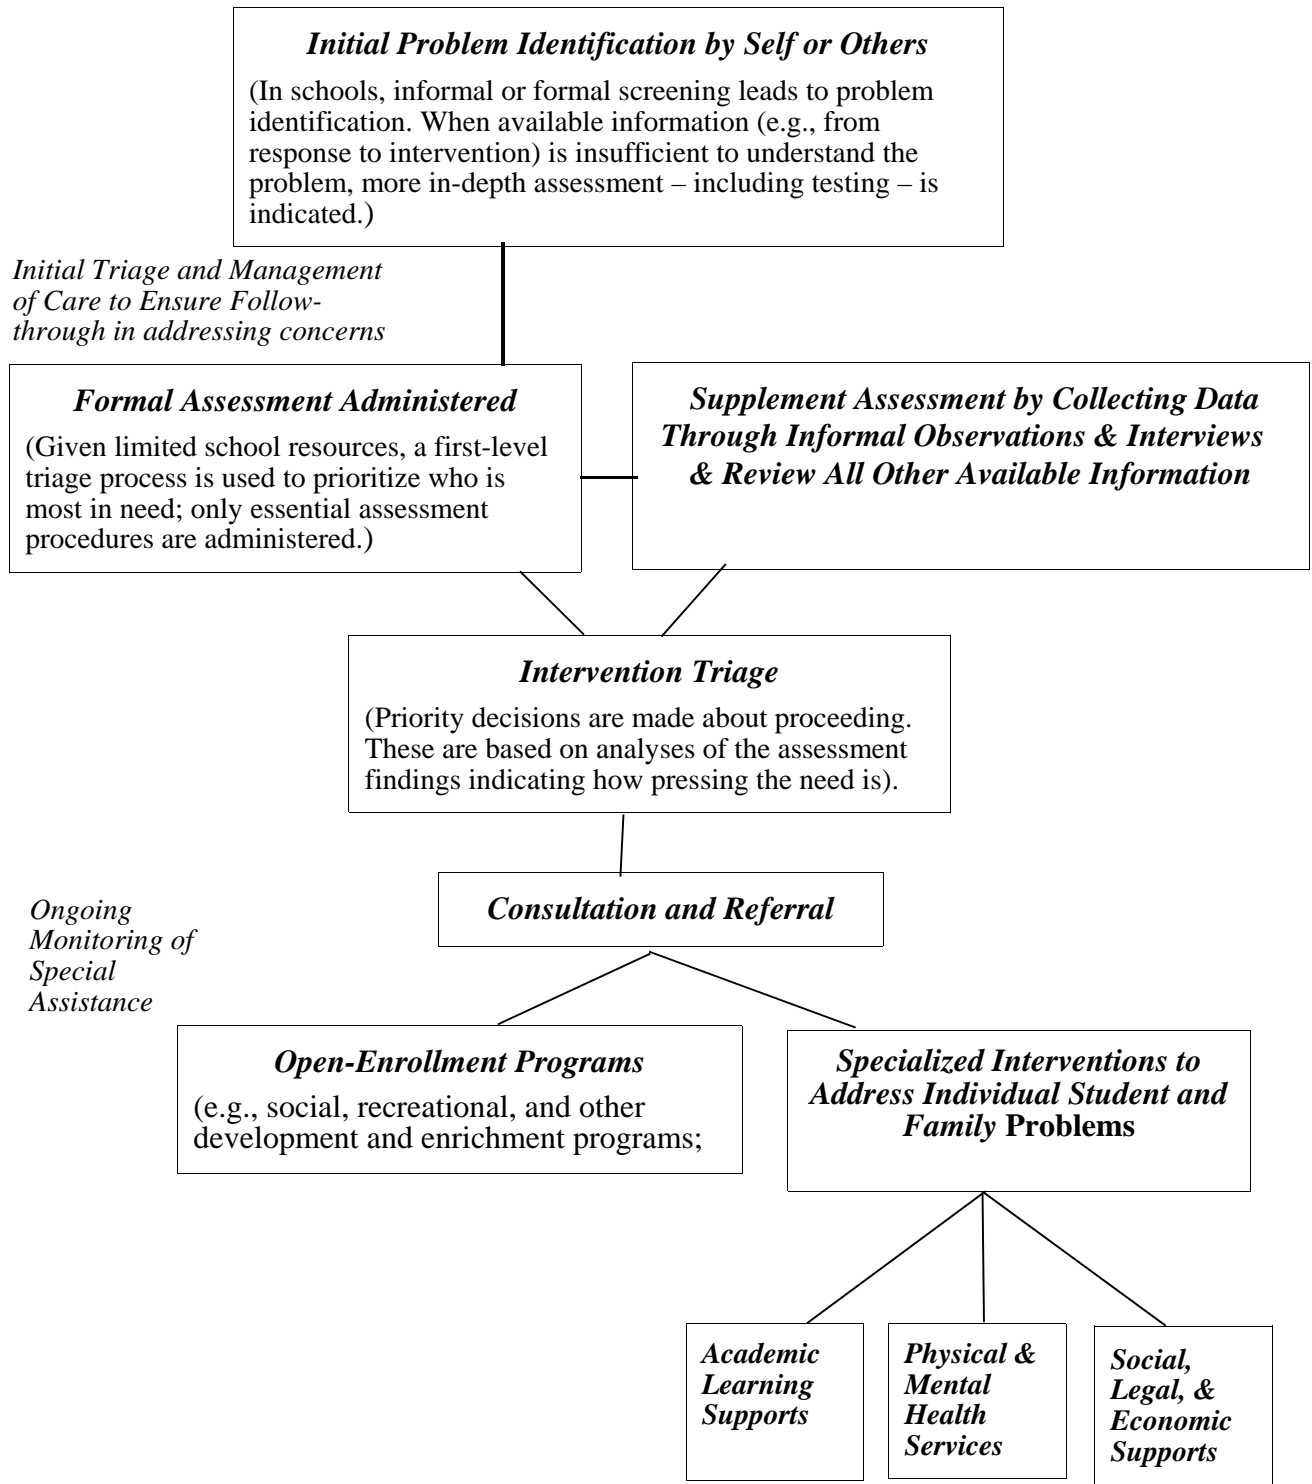 Initial Problem Identification by Self or Others
(In schools, informal or formal screening leads to problem
identification. When available information (e.g., from
response to intervention) is insufficient to understand the
problem, more in-depth assessment – including testing – is
indicated.)
Initial Triage and Management
of Care to Ensure Follow-
through in addressing concerns
Formal Assessment Administered
(Given limited school resources, a first-level
triage process is used to prioritize who is
most in need; only essential assessment
procedures are administered.)
Supplement Assessment by Collecting Data
Through Informal Observations & Interviews
& Review All Other Available Information
Intervention Triage
(Priority decisions are made about proceeding.
These are based on analyses of the assessment
findings indicating how pressing the need is).
Consultation and Referral
Ongoing
Monitoring of
Special
Assistance
Open-Enrollment Programs
(e.g., social, recreational, and other
development and enrichment programs;
Specialized Interventions to
Address Individual Student and
Family Problems
Academic
Learning
Supports
Physical &
Mental
Health
Services
Social,
Legal, &
Economic
Supports